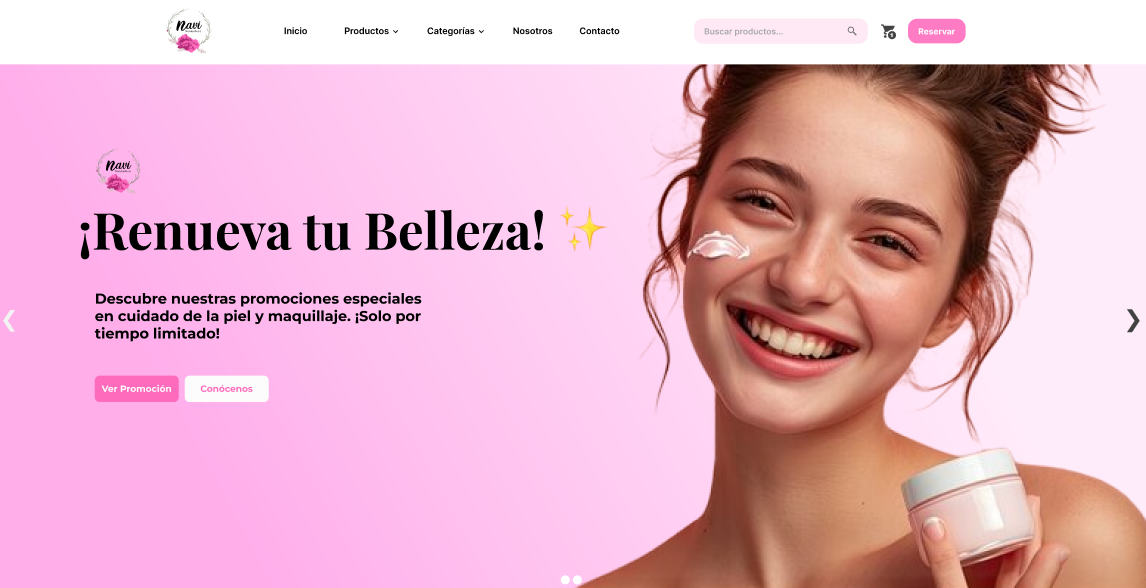 Navi
Inicio
Productos
Categorías
Nosotros
Contacto
Buscar productos...
Reservar
Navi
¡Renueva tu Belleza! ✨
Descubre nuestras promociones especiales
en cuidado de la piel y maquillaje. ¡Solo por
tiempo limitado!
Ver Promoción
Conócenos